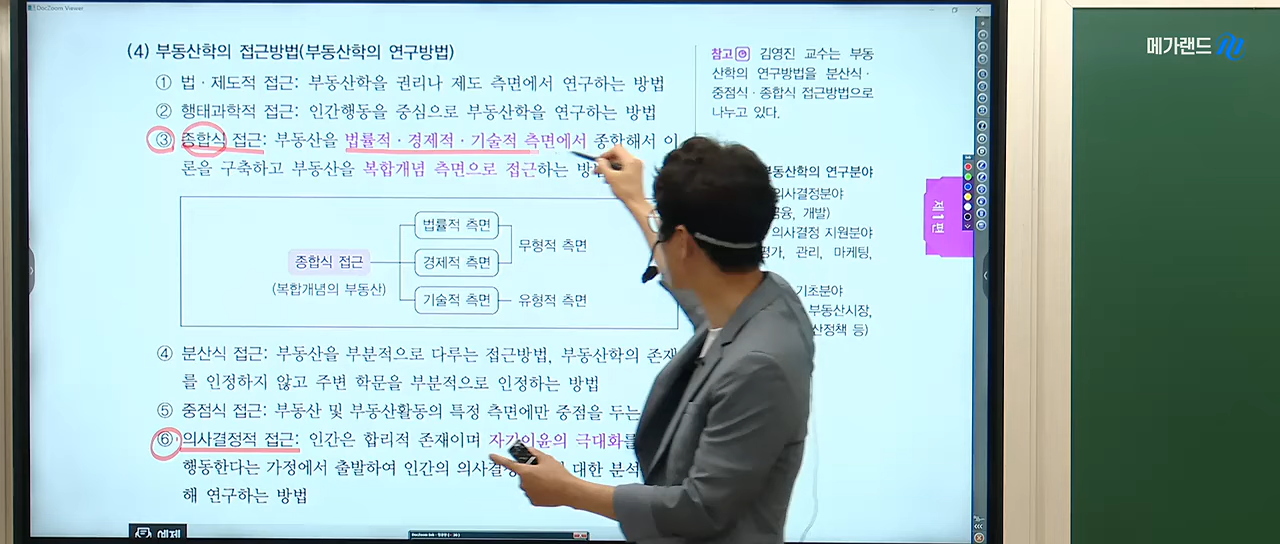 DocZoom Viewer
메가랜드
(4) 부동산학의 접근방법(부동산학의 연구방법)
① 법·제도적 접근: 부동산학을 권리나 제도 측면에서 연구하는 방법
② 행태과학적 접근: 인간행동을 중심으로 부동산학을 연구하는 방법
③ 종합식 접근: 부동산을 법률적·경제적·기술적 측면에서 종합해서 이
론을 구축하고 부동산을 복합개념 측면으로 접근하는 방
종합식 접근
(복합개념의 부동산)
법률적 측면
경제적 측면
기술적 측면
무형적 측면
유형적 측면
④ 분산식 접근: 부동산을 부분적으로 다루는 접근방법, 부동산학의 존재
를 인정하지 않고 주변 학문을 부분적으로 인정하는 방법
⑤ 중점식 접근: 부동산 및 부동산활동의 특정 측면에만 중점을 두는
⑥ 의사결정적 접근: 인간은 합리적 존재이며 자기이윤의 극대화를
행동한다는 가정에서 출발하여 인간의 의사결정 대한 분석
해 연구하는 방법
예제
참고 김영진 교수는 부동
산학의 연구방법을 분산식·
중점식·종합식 접근방법으로
나누고 있다.
부동산학의 연구분야
의사결정분야
금융, 개발)
의사결정 지원분야
평가, 관리, 마케팅,
기초분야
부동산시장,
산정책 등)
제1편